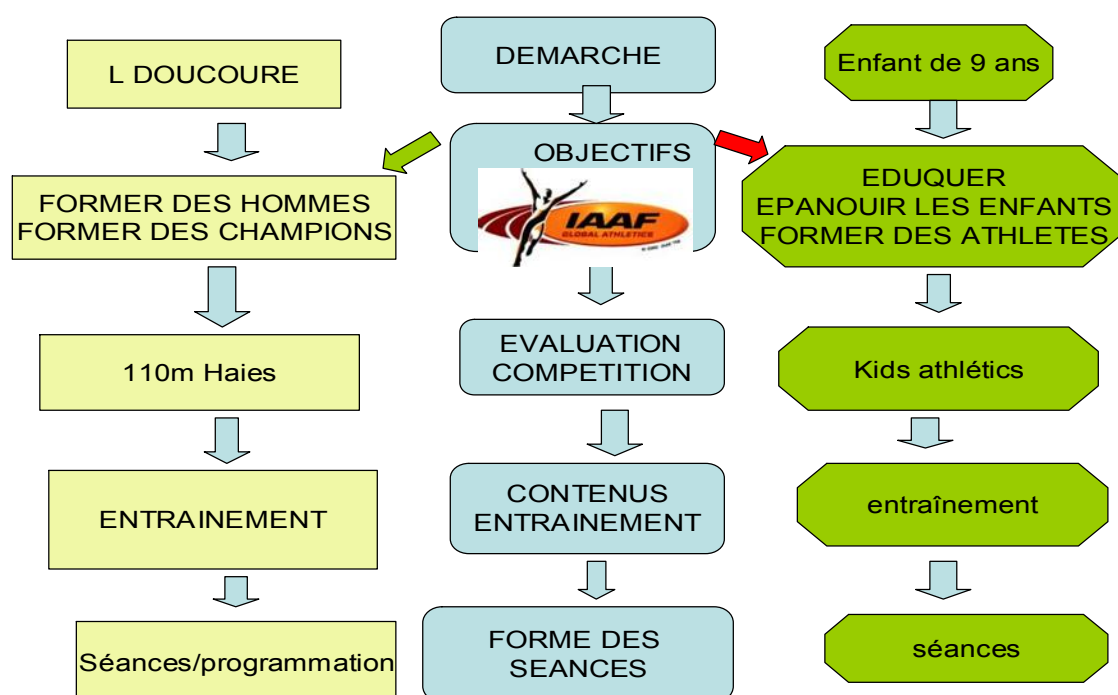 L DOUCOURE
DEMARCHE
Enfant de 9 ans
OBJECTIFS
IAAF
GLOBAL ATHLETICS
FORMER DES HOMMES
FORMER DES CHAMPIONS
EDUQUER
EPANOUIR LES ENFANTS
FORMER DES ATHLETES
110m Haies
EVALUATION
COMPETITION
Kids athlétics
ENTRAINEMENT
CONTENUS
ENTRAINEMENT
entraînement
Séances/programmation
FORME DES
SEANCES
séances